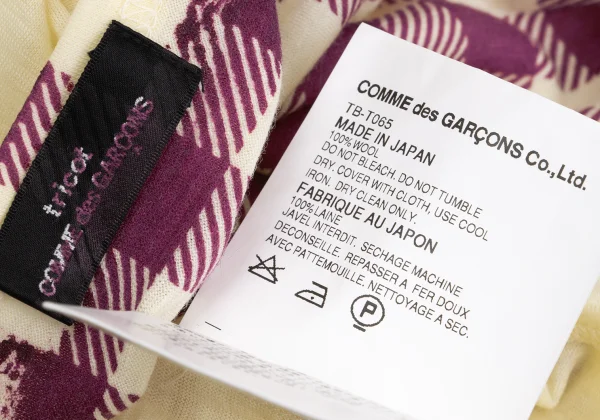 tricot
COMME des GARÇONS
COMME des GARÇONS Co.,Ltd.
TB-T065
MADE IN JAPAN
100% WOOL
DO NOT BLEACH. DO NOT TUMBLE
DRY. COVER WITH CLOTH, USE COOL
IRON. DRY CLEAN ONLY.
FABRIQUE AU JAPON
100% LAINE
JAVEL INTERDIT. SECHAGE MACHINE
DECONSEILLE. REPASSER A FER DOUX
AVEC PATTEMOUILLE. NETTOYAGE A SEC.
P